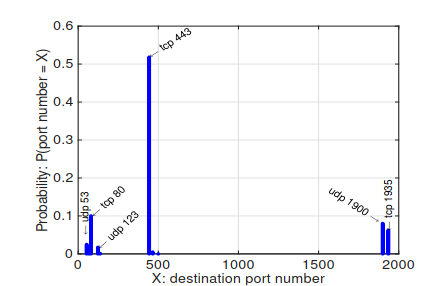 0.6
0.5
0.4
0.3
0.2
0.1
0
Probability: P(port number = X)
tcp 443
udp 53
tcp 80
udp 123
udp 1900
tcp 1935
0 500 1000 1500 2000
X: destination port number